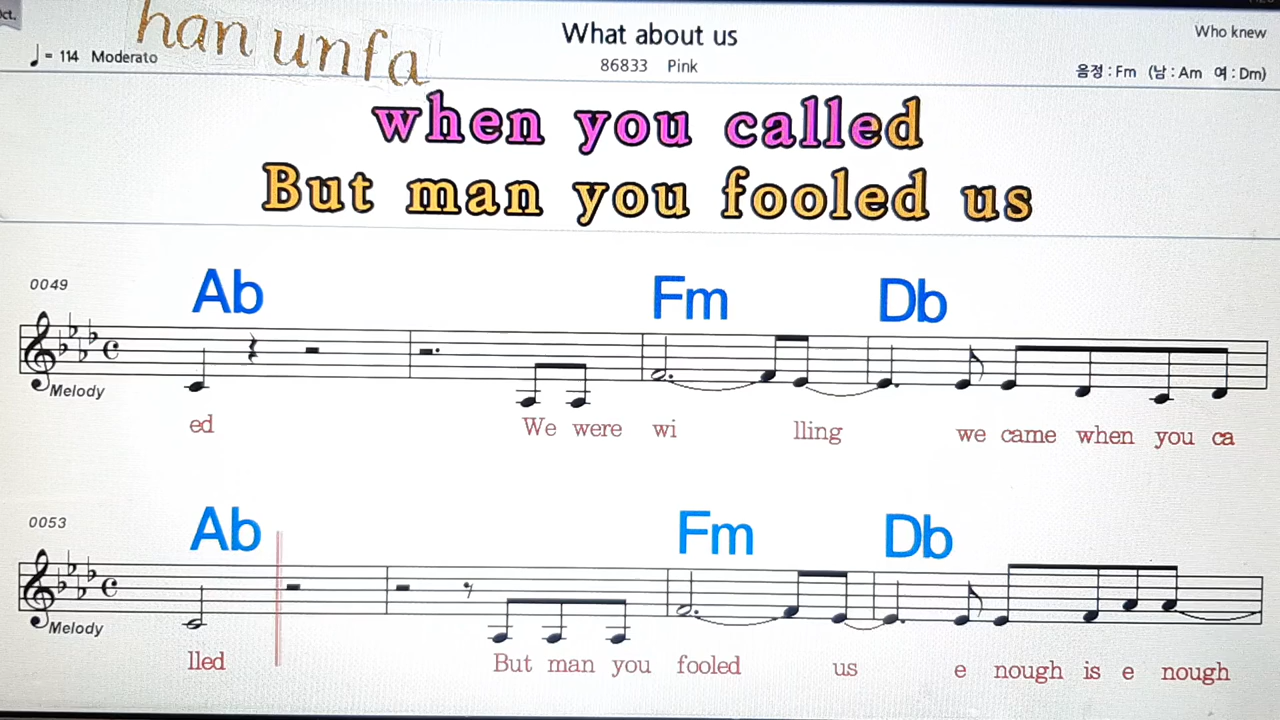 han unfa
What about us
Who knew
♩= 114 Moderato
86833 Pink
음정 : Fm (남 : Am 여 : Dm)
when you called
But man you fooled us
0049
Ab Fm Db
Melody
ed We were wi lling we came when you ca
0053
Ab Fm Db
Melody
lled But man you fooled us e nough is e nough